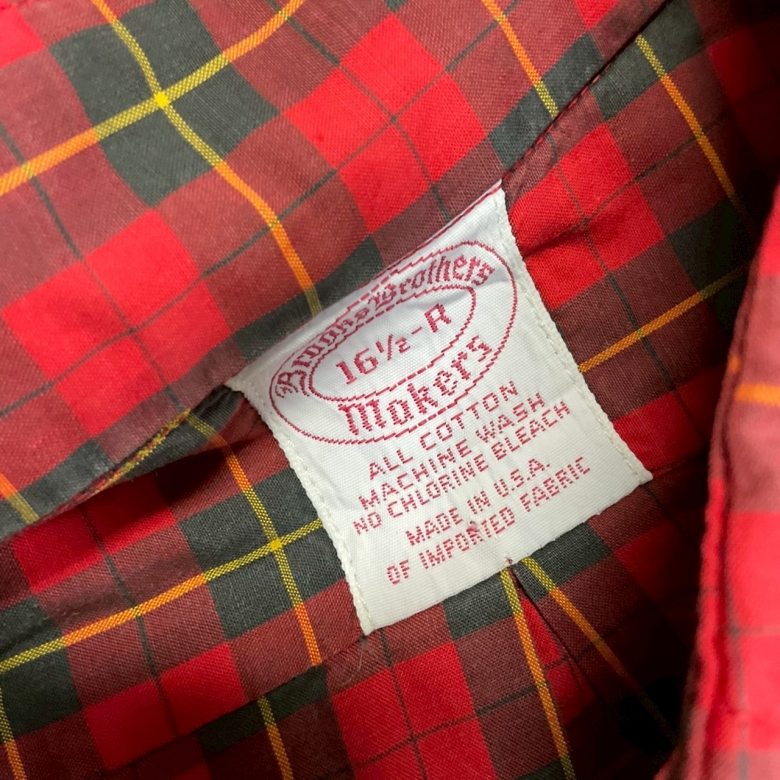 Brooks Brothers
16½-R
Makers
ALL COTTON
MACHINE WASH
NO CHLORINE BLEACH
MADE IN U.S.A.
OF IMPORTED FABRIC